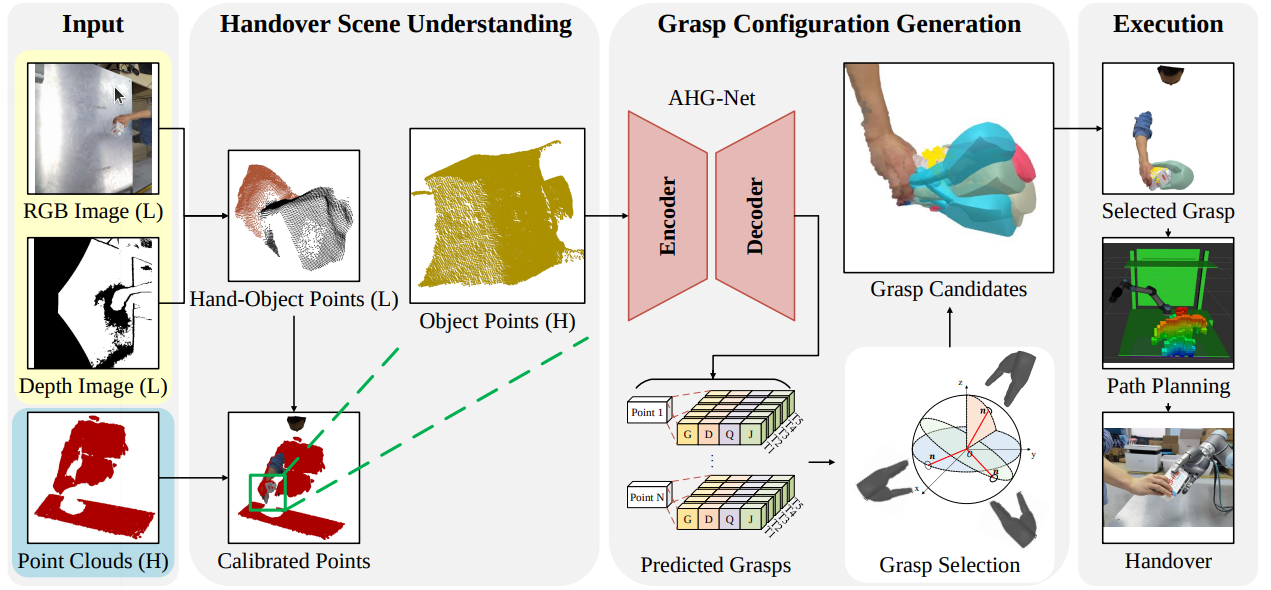 Input
RGB Image (L)
Depth Image (L)
Point Clouds (H)
Handover Scene Understanding
Hand-Object Points (L)
Object Points (H)
Calibrated Points
Grasp Configuration Generation
AHG-Net
Encoder
Decoder
Point 1
G D Q J
Point N
G D Q J
Predicted Grasps
Grasp Candidates
z
n
o
y
n
x
n
Grasp Selection
Execution
Selected Grasp
Path Planning
Handover